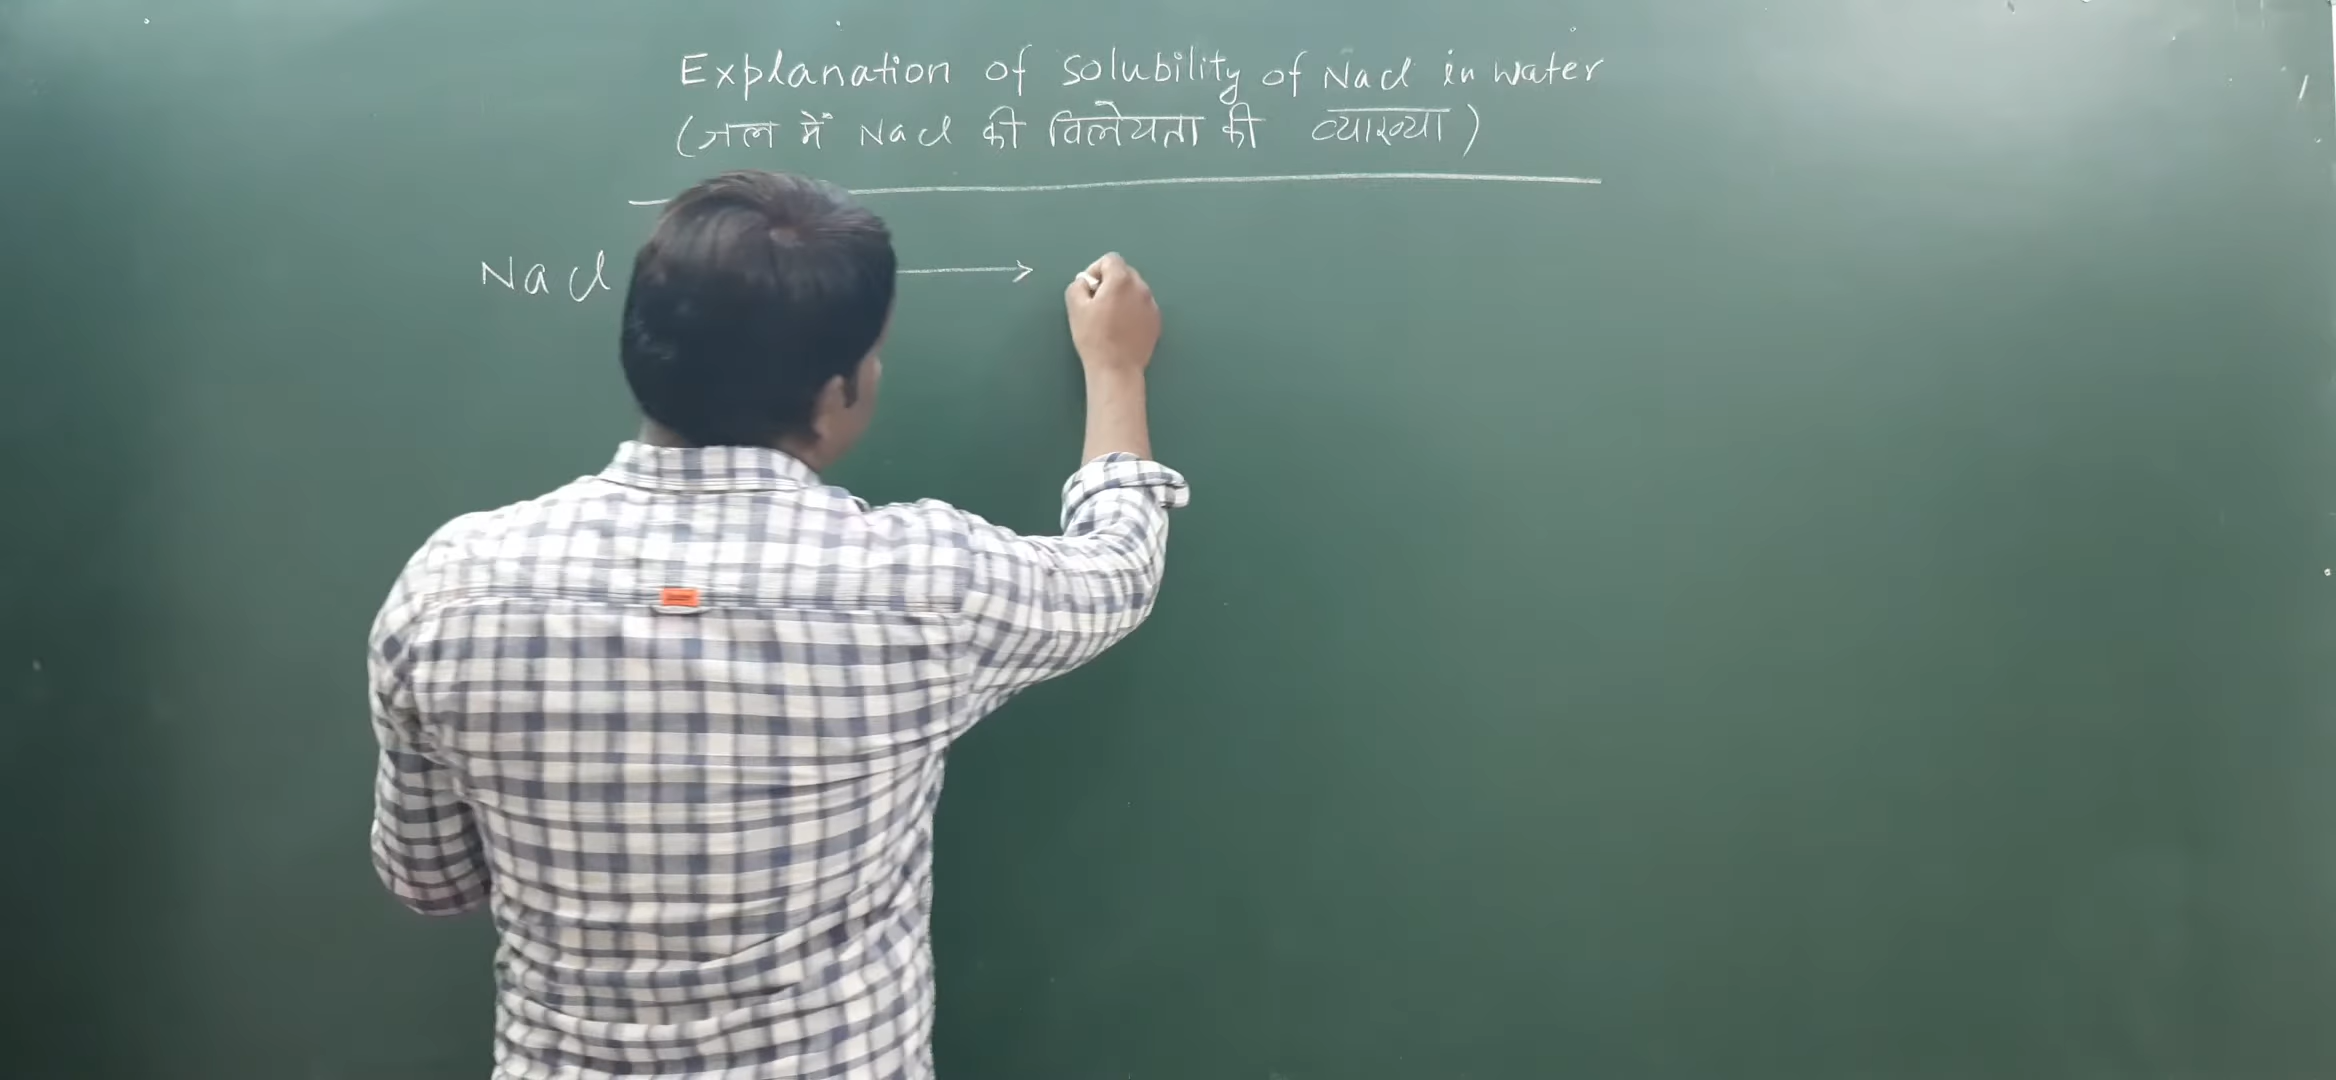 Explanation of solubility of NaCl in water
(जल में NaCl की विलेयता की व्याख्या)
NaCl →